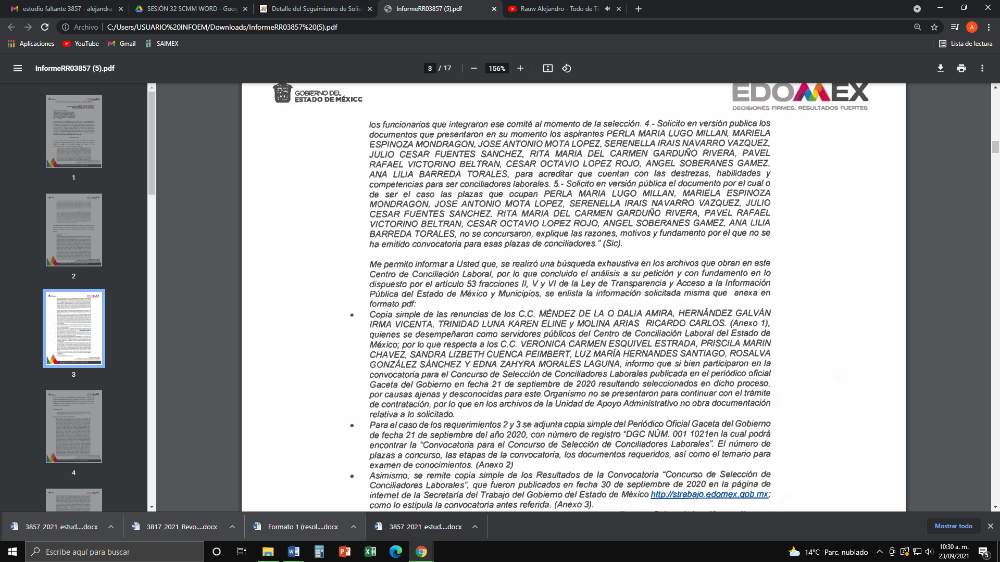 estudio faltante 3857 - alejandra.
SESIÓN 32 SCMM WORD - Goog
Detalle del Seguimiento de Solici
InformeRR03857 (5).pdf
Rauw Alejandro - Todo de Ti
Archivo
C:/Users/USUARIO%20INFOEM/Downloads/InformeRR03857%20(5).pdf
A
Aplicaciones
YouTube
Gmail
SAIMEX
Lista de lectura
InformeRR03857 (5).pdf
3 / 17
156%
1
2
3
4
GOBIERNO DEL
ESTADO DE MÉXICO
EDOMEX
DECISIONES FIRMES. RESULTADOS FUERTES
los funcionarios que integraron ese comité al momento de la selección. 4.- Solicito en versión publica los
documentos que presentaron en su momento los aspirantes PERLA MARIA LUGO MILLAN, MARIELA
ESPINOZA MONDRAGON, JOSE ANTONIO MOTA LOPEZ, SERENELLA IRAIS NAVARRO VAZQUEZ,
JULIO CESAR FUENTES SANCHEZ, RITA MARIA DEL CARMEN GARDUÑO RIVERA, PAVEL
RAFAEL VICTORINO BELTRAN, CESAR OCTAVIO LOPEZ ROJO, ANGEL SOBERANES GAMEZ,
ANA LILIA BARREDA TORALES, para acreditar que cuentan con las destrezas, habilidades y
competencias para ser conciliadores laborales. 5.- Solicito en versión pública el documento por el cual o
de ser el caso las plazas que ocupan PERLA MARIA LUGO MILLAN, MARIELA ESPINOZA
MONDRAGON, JOSE ANTONIO MOTA LOPEZ, SERENELLA IRAIS NAVARRO VAZQUEZ, JULIO
CESAR FUENTES SANCHEZ, RITA MARIA DEL CARMEN GARDUÑO RIVERA, PAVEL RAFAEL
VICTORINO BELTRAN, CESAR OCTAVIO LOPEZ ROJO, ANGEL SOBERANES GAMEZ, ANA LILIA
BARREDA TORALES, no se concursaron, explique las razones, motivos y fundamento por el que no se
ha emitido convocatoria para esas plazas de conciliadores.” (Sic).
Me permito informar a Usted que, se realizó una búsqueda exhaustiva en los archivos que obran en este
Centro de Conciliación Laboral, por lo que concluido el análisis a su petición y con fundamento en lo
dispuesto por el artículo 53 fracciones II, V y VI de la Ley de Transparencia y Acceso a la Información
Pública del Estado de México y Municipios, se enlista la información solicitada misma que anexa en
formato pdf:
• Copia simple de las renuncias de los C.C. MÉNDEZ DE LA O DALIA AMIRA, HERNÁNDEZ GALVÁN
IRMA VICENTA, TRINIDAD LUNA KAREN ELINE y MOLINA ARIAS RICARDO CARLOS. (Anexo 1),
quienes se desempeñaron como servidores públicos del Centro de Conciliación Laboral del Estado de
México; por lo que respecta a los C.C. VERONICA CARMEN ESQUIVEL ESTRADA, PRISCILA MARIN
CHAVEZ, SANDRA LIZBETH CUENCA PEIMBERT, LUZ MARÍA HERNANDES SANTIAGO, ROSALVA
GONZÁLEZ SÁNCHEZ Y EDNA ZAHYRA MORALES LAGUNA, informo que si bien participaron en la
convocatoria para el Concurso de Selección de Conciliadores Laborales publicada en el periódico oficial
Gaceta del Gobierno en fecha 21 de septiembre de 2020 resultando seleccionados en dicho proceso,
por causas ajenas y desconocidas para este Organismo no se presentaron para continuar con el trámite
de contratación, por lo que en los archivos de la Unidad de Apoyo Administrativo no obra documentación
relativa a lo solicitado.
• Para el caso de los requerimientos 2 y 3 se adjunta copia simple del Periódico Oficial Gaceta del Gobierno
de fecha 21 de septiembre del año 2020, con número de registro “DGC NÚM. 001 1021en la cual podrá
encontrar la “Convocatoria para el Concurso de Selección de Conciliadores Laborales”. El número de
plazas a concurso, las etapas de la convocatoria, los documentos requeridos, así como el temario para
examen de conocimientos. (Anexo 2)
• Asimismo, se remite copia simple de los Resultados de la Convocatoria “Concurso de Selección de
Conciliadores Laborales”, que fueron publicados en fecha 30 de septiembre de 2020 en la página de
internet de la Secretaría del Trabajo del Gobierno del Estado de México http://strabajo.edomex.gob.mx;
como lo estipula la convocatoria antes referida. (Anexo 3).
3857_2021_estud....docx
3817_2021_Revo....docx
Formato 1 (resol....docx
3857_2021_estud....docx
Mostrar todo
Escribe aquí para buscar
14°C Parc. nublado
10:30 a. m.
23/09/2021
5